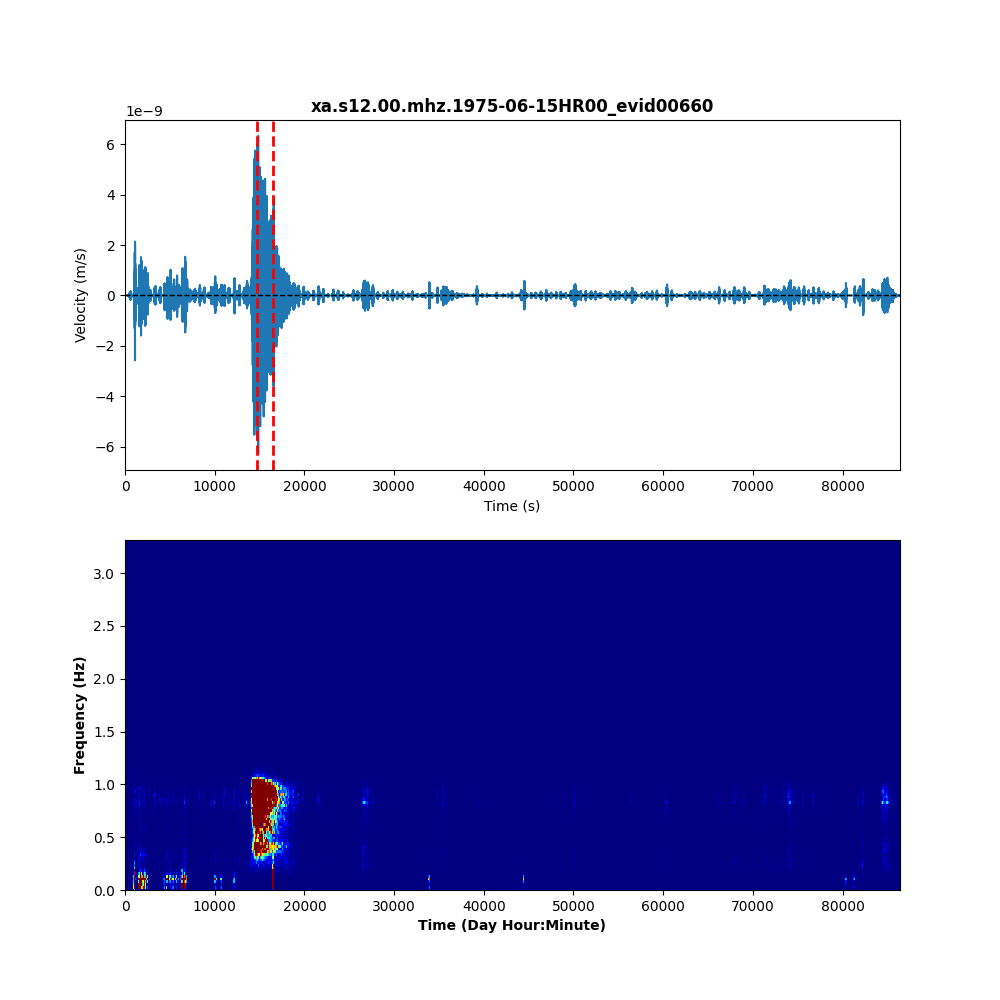 xa.s12.00.mhz.1975-06-15HR00_evid00660
1e−9
6
4
2
0
−2
−4
−6
Velocity (m/s)
0 10000 20000 30000 40000 50000 60000 70000 80000
Time (s)
3.0
2.5
2.0
1.5
1.0
0.5
0.0
Frequency (Hz)
0 10000 20000 30000 40000 50000 60000 70000 80000
Time (Day Hour:Minute)